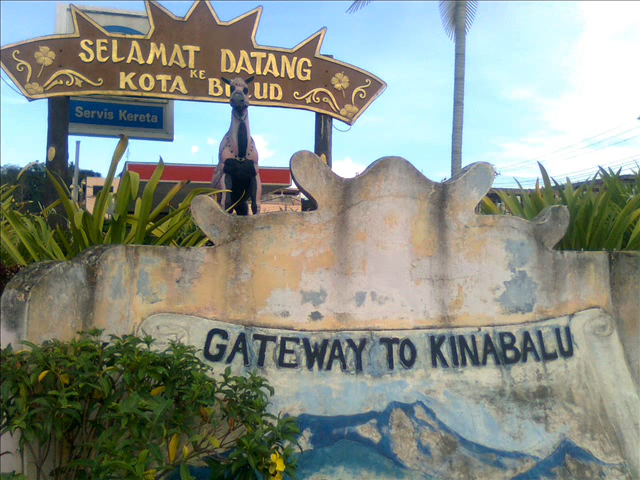 SELAMAT DATANG
KE
KOTA
Servis Kereta
GATEWAY TO KINABALU